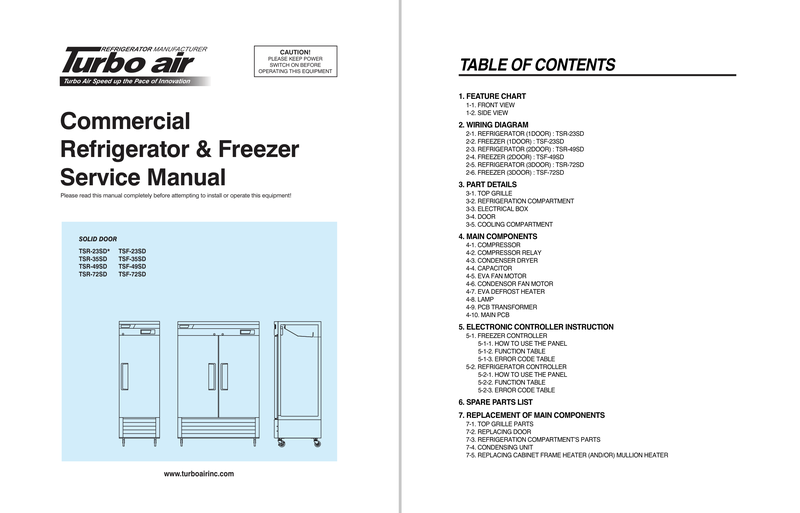 REFRIGERATOR MANUFACTURER
Turbo air
Turbo Air Speed up the Pace of Innovation
CAUTION!
PLEASE KEEP POWER
SWITCH ON BEFORE
OPERATING THIS EQUIPMENT
Commercial
Refrigerator & Freezer
Service Manual
Please read this manual completely before attempting to install or operate this equipment!
SOLID DOOR
TSR-23SD* TSF-23SD
TSR-35SD TSF-35SD
TSR-49SD TSF-49SD
TSR-72SD TSF-72SD
www.turboairinc.com
TABLE OF CONTENTS
1. FEATURE CHART
1-1. FRONT VIEW
1-2. SIDE VIEW
2. WIRING DIAGRAM
2-1. REFRIGERATOR (1DOOR) : TSR-23SD
2-2. FREEZER (1DOOR) : TSF-23SD
2-3. REFRIGERATOR (2DOOR) : TSR-49SD
2-4. FREEZER (2DOOR) : TSF-49SD
2-5. REFRIGERATOR (3DOOR) : TSR-72SD
2-6. FREEZER (3DOOR) : TSF-72SD
3. PART DETAILS
3-1. TOP GRILLE
3-2. REFRIGERATION COMPARTMENT
3-3. ELECTRICAL BOX
3-4. DOOR
3-5. COOLING COMPARTMENT
4. MAIN COMPONENTS
4-1. COMPRESSOR
4-2. COMPRESSOR RELAY
4-3. CONDENSER DRYER
4-4. CAPACITOR
4-5. EVA FAN MOTOR
4-6. CONDENSOR FAN MOTOR
4-7. EVA DEFROST HEATER
4-8. LAMP
4-9. PCB TRANSFORMER
4-10. MAIN PCB
5. ELECTRONIC CONTROLLER INSTRUCTION
5-1. FREEZER CONTROLLER
5-1-1. HOW TO USE THE PANEL
5-1-2. FUNCTION TABLE
5-1-3. ERROR CODE TABLE
5-2. REFRIGERATOR CONTROLLER
5-2-1. HOW TO USE THE PANEL
5-2-2. FUNCTION TABLE
5-2-3. ERROR CODE TABLE
6. SPARE PARTS LIST
7. REPLACEMENT OF MAIN COMPONENTS
7-1. TOP GRILLE PARTS
7-2. REPLACING DOOR
7-3. REFRIGERATION COMPARTMENT'S PARTS
7-4. CONDENSING UNIT
7-5. REPLACING CABINET FRAME HEATER (AND/OR) MULLION HEATER